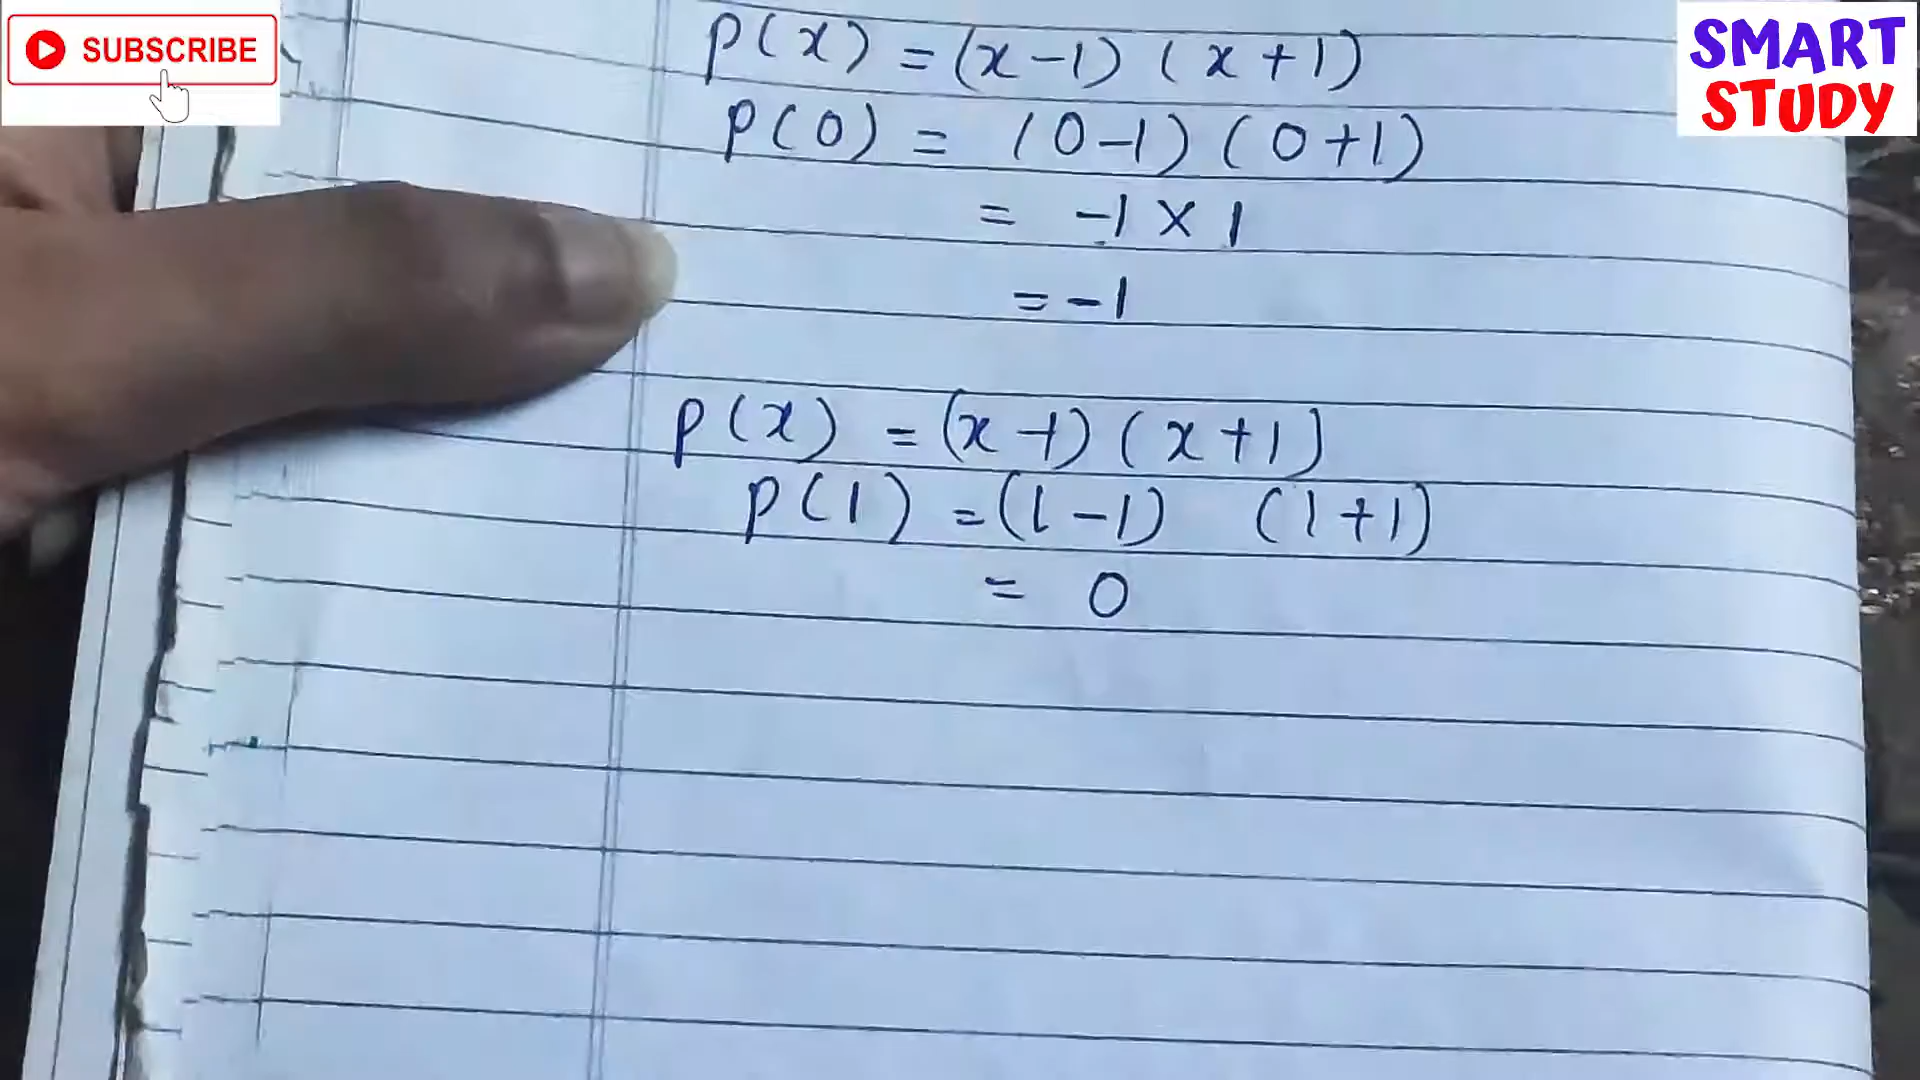 SUBSCRIBE
SMART
STUDY
p(x) = (x-1) (x+1)
p(0) = (0-1) (0+1)
= -1 × 1
= -1
p(x) = (x-1) (x+1)
p(1) = (1-1) (1+1)
= 0